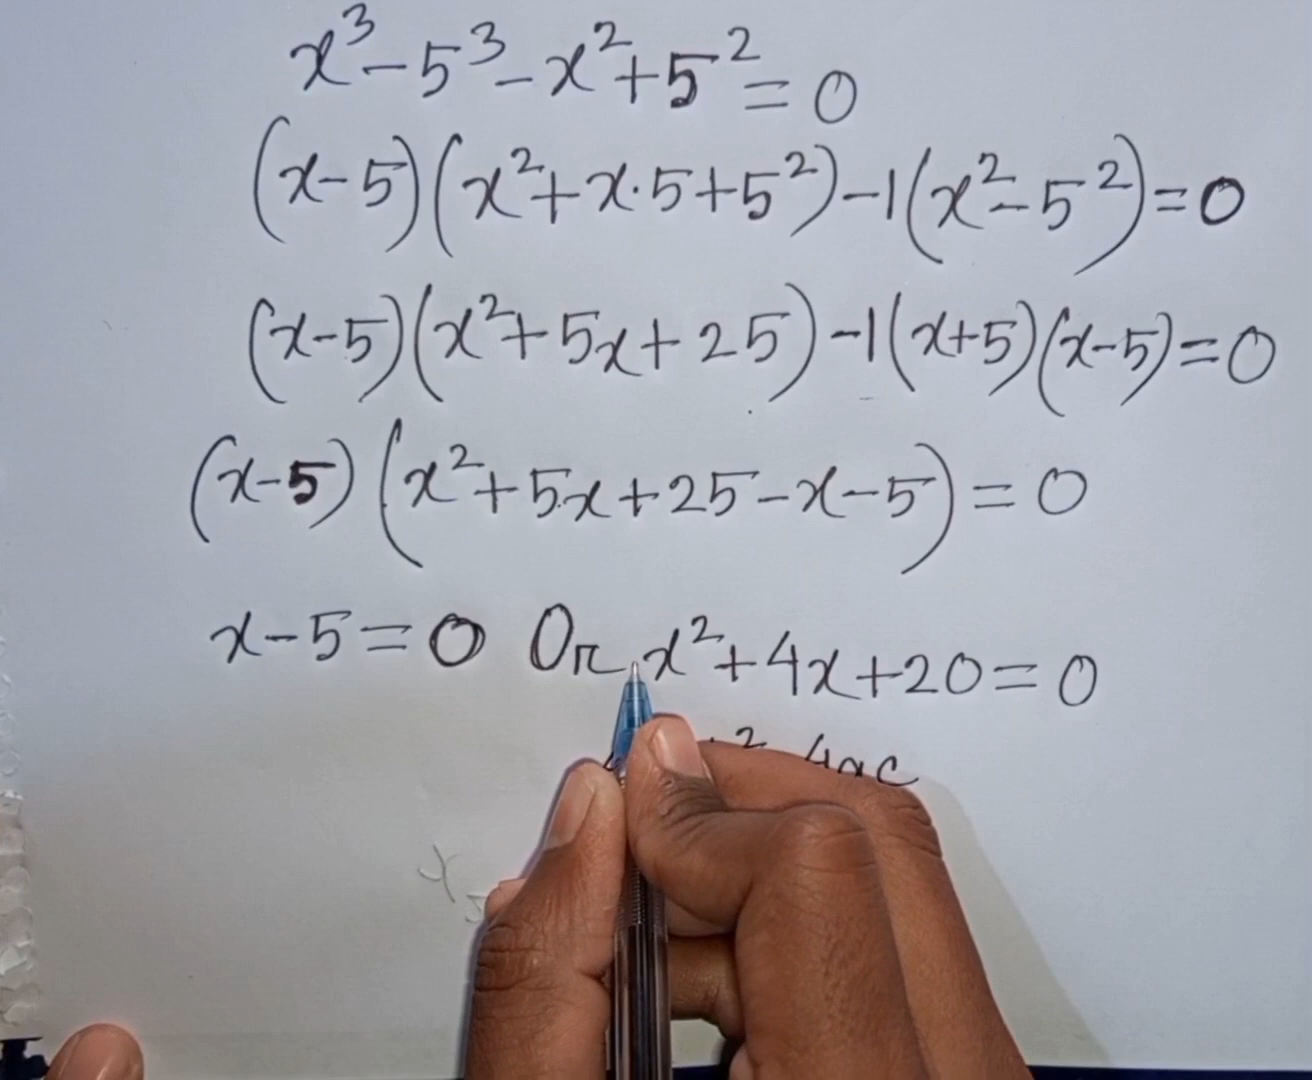 x³-5³-x²+5²=0
(x-5)(x²+x·5+5²)-1(x²-5²)=0
(x-5)(x²+5x+25)-1(x+5)(x-5)=0
(x-5)(x²+5x+25-x-5)=0
x-5=0 Or x²+4x+20=0
4ac